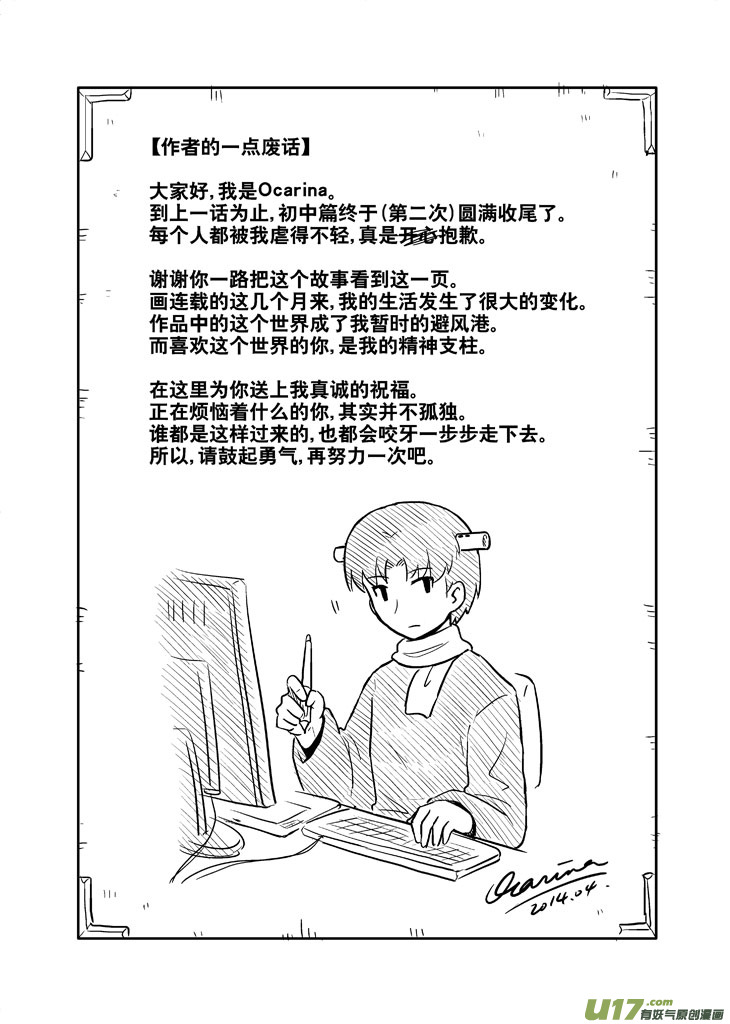 【作者的一点废话】
大家好,我是Ocarina。
到上一话为止,初中篇终于(第二次)圆满收尾了。
每个人都被我虐得不轻,真是开心抱歉。
谢谢你一路把这个故事看到这一页。
画连载的这几个月来,我的生活发生了很大的变化。
作品中的这个世界成了我暂时的避风港。
而喜欢这个世界的你,是我的精神支柱。
在这里为你送上我真诚的祝福。
正在烦恼着什么的你,其实并不孤独。
谁都是这样过来的,也都会咬牙一步步走下去。
所以,请鼓起勇气,再努力一次吧。
Ocarina
2014.04.
U17.com
有妖气原创漫画